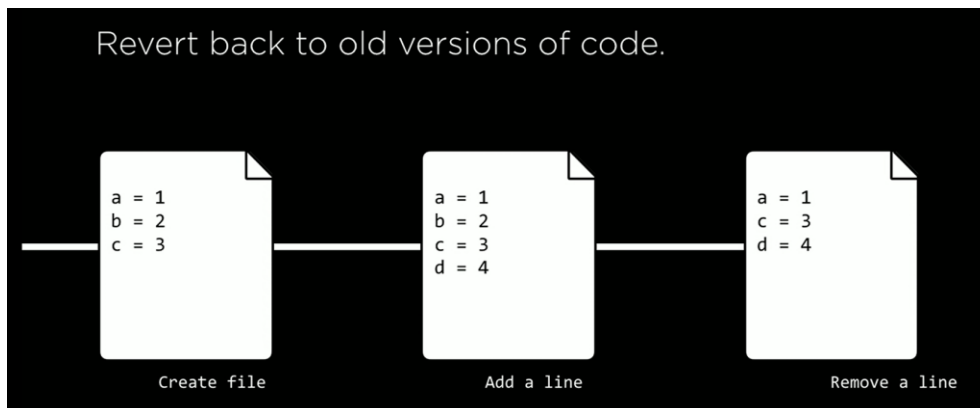 Revert back to old versions of code.
a = 1
b = 2
c = 3
Create file
a = 1
b = 2
c = 3
d = 4
Add a line
a = 1
c = 3
d = 4
Remove a line